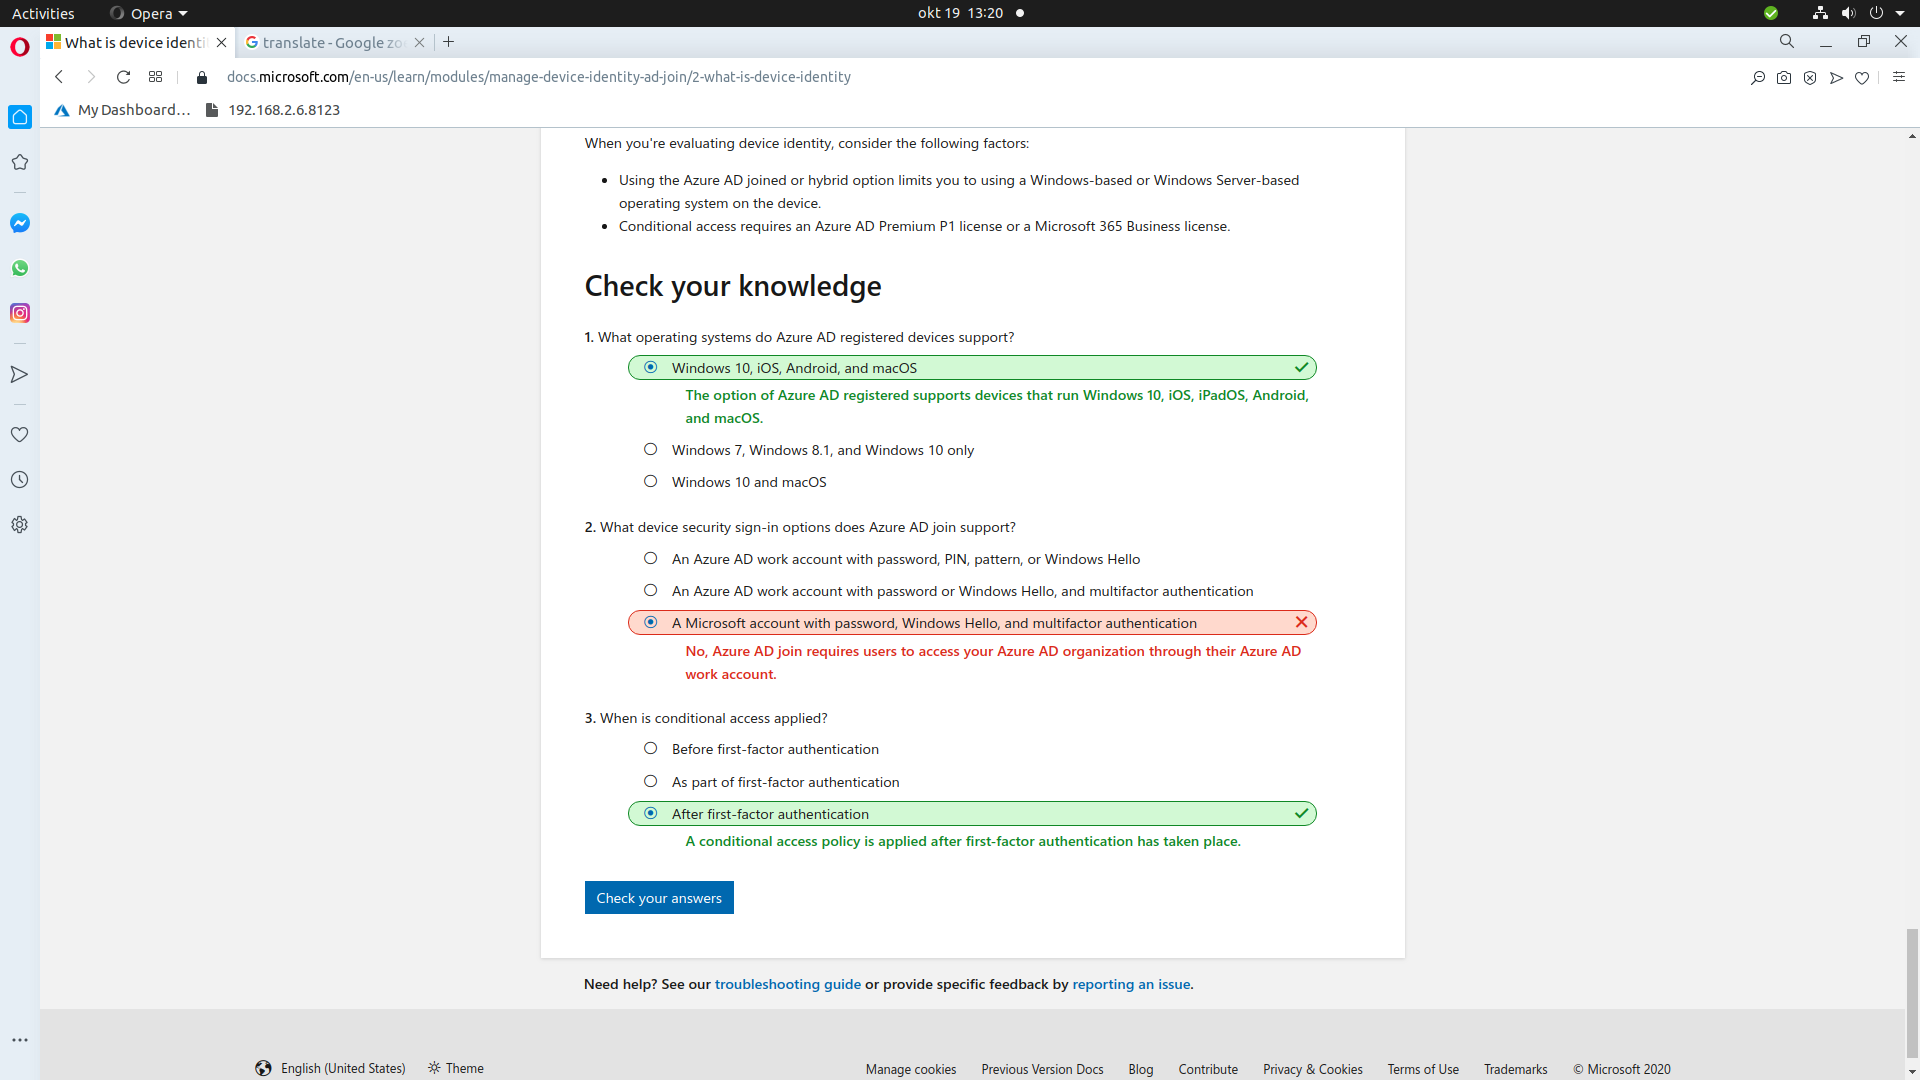 Activities
Opera
okt 19 13:20
What is device identi
translate - Google zo
docs.microsoft.com/en-us/learn/modules/manage-device-identity-ad-join/2-what-is-device-identity
My Dashboard...
192.168.2.6.8123
When you're evaluating device identity, consider the following factors:
• Using the Azure AD joined or hybrid option limits you to using a Windows-based or Windows Server-based
operating system on the device.
• Conditional access requires an Azure AD Premium P1 license or a Microsoft 365 Business license.
Check your knowledge
1. What operating systems do Azure AD registered devices support?
Windows 10, iOS, Android, and macOS
The option of Azure AD registered supports devices that run Windows 10, iOS, iPadOS, Android,
and macOS.
Windows 7, Windows 8.1, and Windows 10 only
Windows 10 and macOS
2. What device security sign-in options does Azure AD join support?
An Azure AD work account with password, PIN, pattern, or Windows Hello
An Azure AD work account with password or Windows Hello, and multifactor authentication
A Microsoft account with password, Windows Hello, and multifactor authentication
No, Azure AD join requires users to access your Azure AD organization through their Azure AD
work account.
3. When is conditional access applied?
Before first-factor authentication
As part of first-factor authentication
After first-factor authentication
A conditional access policy is applied after first-factor authentication has taken place.
Check your answers
Need help? See our troubleshooting guide or provide specific feedback by reporting an issue.
English (United States)
Theme
Manage cookies
Previous Version Docs
Blog
Contribute
Privacy & Cookies
Terms of Use
Trademarks
© Microsoft 2020